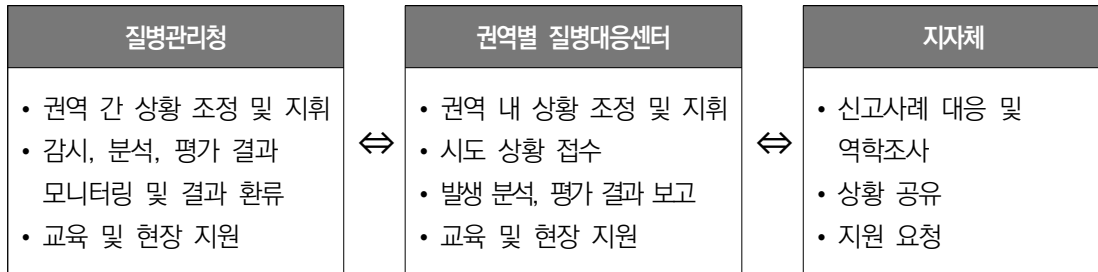 질병관리청
• 권역 간 상황 조정 및 지휘
• 감시, 분석, 평가 결과
모니터링 및 결과 환류
• 교육 및 현장 지원
⇔
권역별 질병대응센터
• 권역 내 상황 조정 및 지휘
• 시도 상황 접수
• 발생 분석, 평가 결과 보고
• 교육 및 현장 지원
⇔
지자체
• 신고사례 대응 및
역학조사
• 상황 공유
• 지원 요청